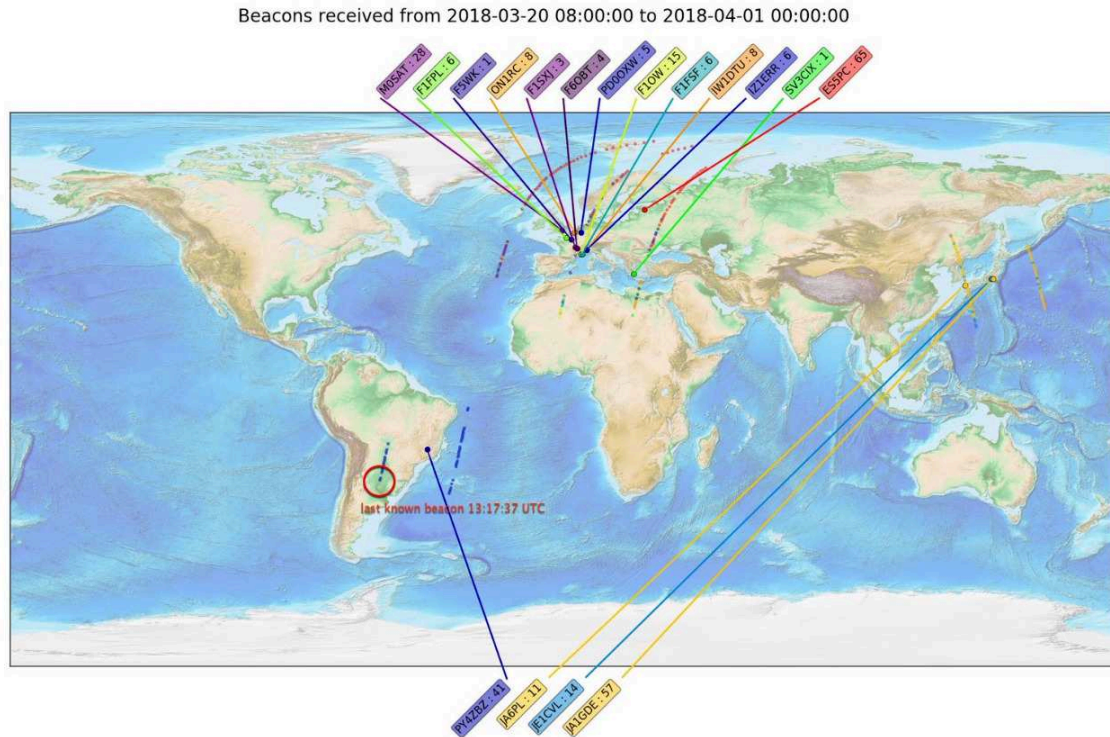 Beacons received from 2018-03-20 08:00:00 to 2018-04-01 00:00:00
M0SAT : 28
F1FPL : 6
F5WK : 1
ON1RC : 8
F1SXJ : 3
F6OBT : 4
PD0OXW : 5
F1OW : 15
F1FSF : 6
IW1DTU : 8
IZ1ERR : 6
SV3CIX : 1
ES5PC : 65
last known beacon 13:17:37 UTC
PY4ZBZ : 41
JA6PL : 11
JE1CVL : 14
JA1GDE : 57